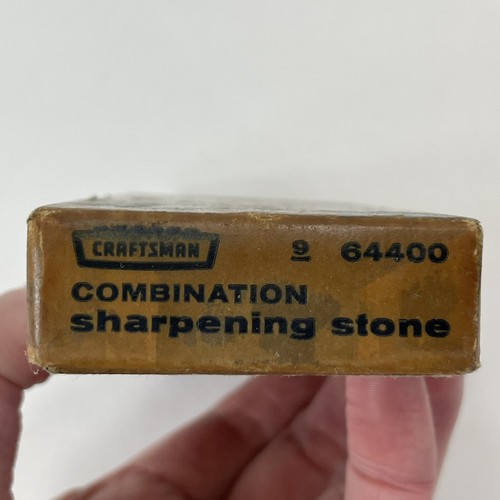 CRAFTSMAN 9 64400
COMBINATION
sharpening stone